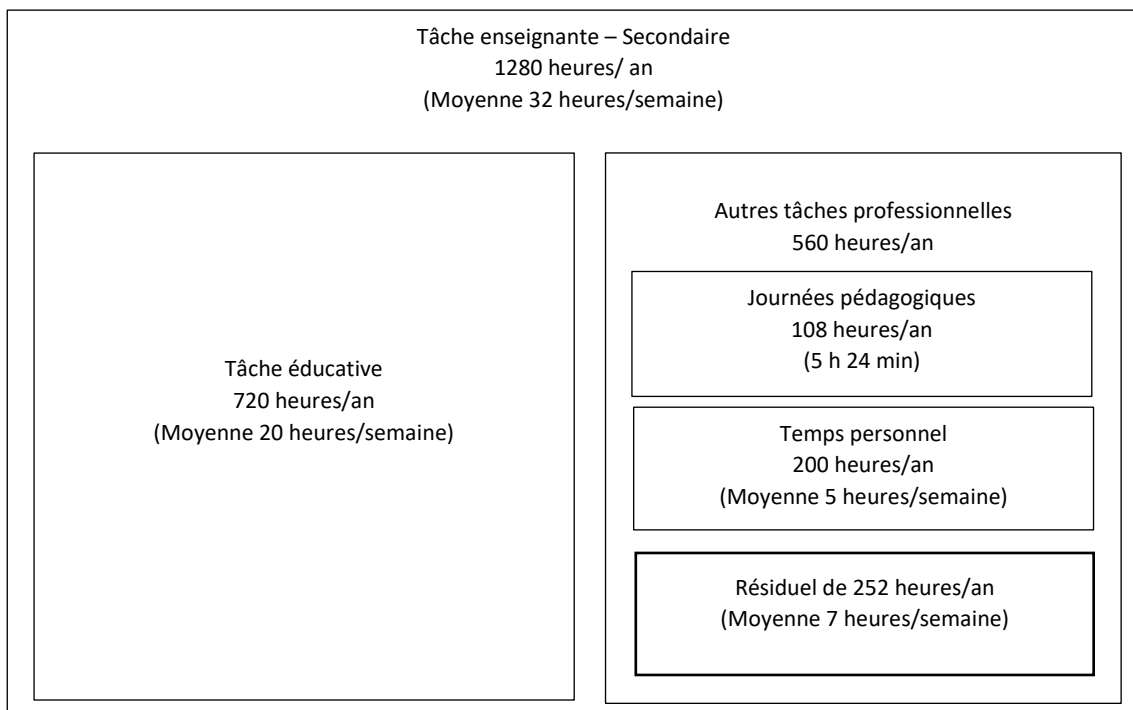 Tâche enseignante – Secondaire
1280 heures/ an
(Moyenne 32 heures/semaine)
Tâche éducative
720 heures/an
(Moyenne 20 heures/semaine)
Autres tâches professionnelles
560 heures/an
Journées pédagogiques
108 heures/an
(5 h 24 min)
Temps personnel
200 heures/an
(Moyenne 5 heures/semaine)
Résiduel de 252 heures/an
(Moyenne 7 heures/semaine)